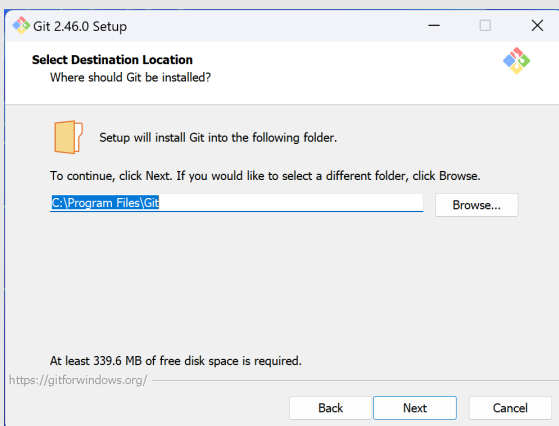 Git 2.46.0 Setup
Select Destination Location
Where should Git be installed?
Setup will install Git into the following folder.
To continue, click Next. If you would like to select a different folder, click Browse.
C:\Program Files\Git
Browse...
At least 339.6 MB of free disk space is required.
https://gitforwindows.org/
Back
Next
Cancel